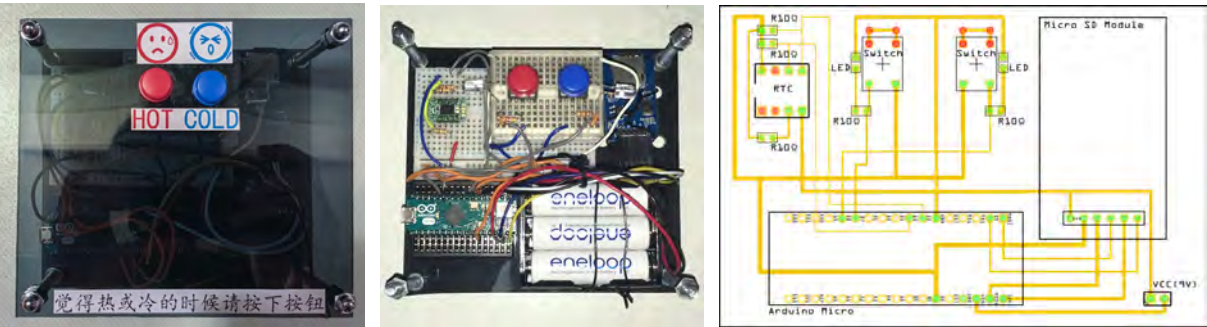 HOT COLD
觉得热或冷的时候请按下按钮
eneloop
eneloop
eneloop
R100
R100
RTC
R100
Switch
LED
R100
Switch
LED
R100
Micro SD Module
Arduino Micro
VCC(9V)